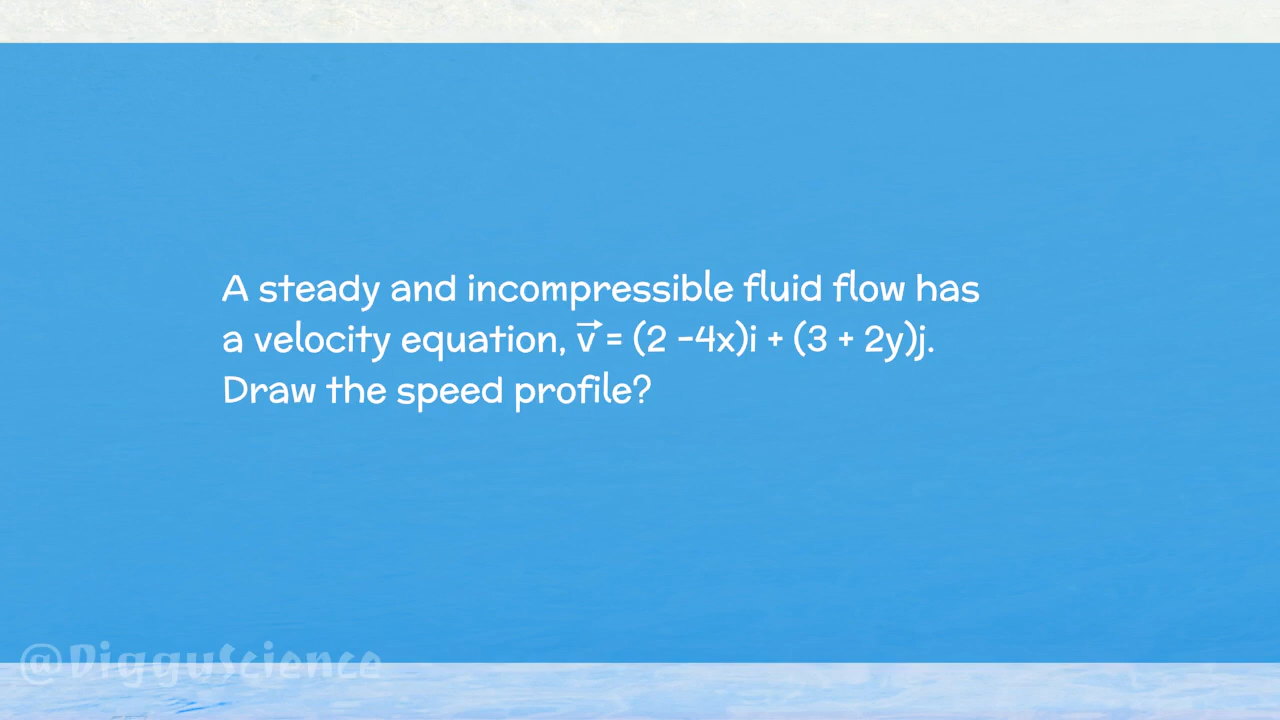 A steady and incompressible fluid flow has
a velocity equation, v⃗ = (2 -4x)i + (3 + 2y)j.
Draw the speed profile?
@DigguScience